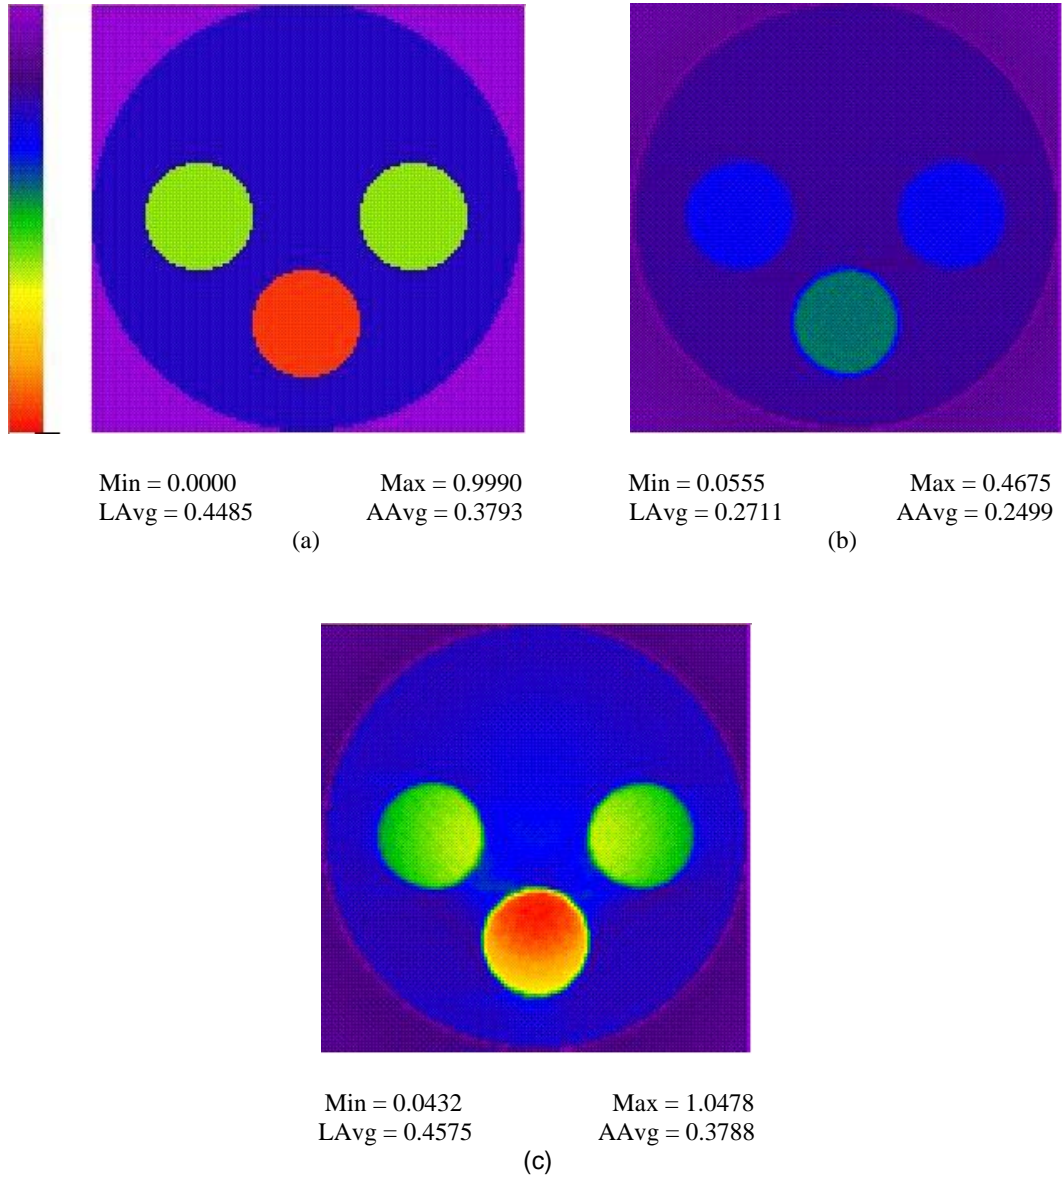 Min = 0.0000 Max = 0.9990 Min = 0.0555 Max = 0.4675
LAvg = 0.4485 AAvg = 0.3793 LAvg = 0.2711 AAvg = 0.2499
(a) (b)
Min = 0.0432 Max = 1.0478
LAvg = 0.4575 AAvg = 0.3788
(c)